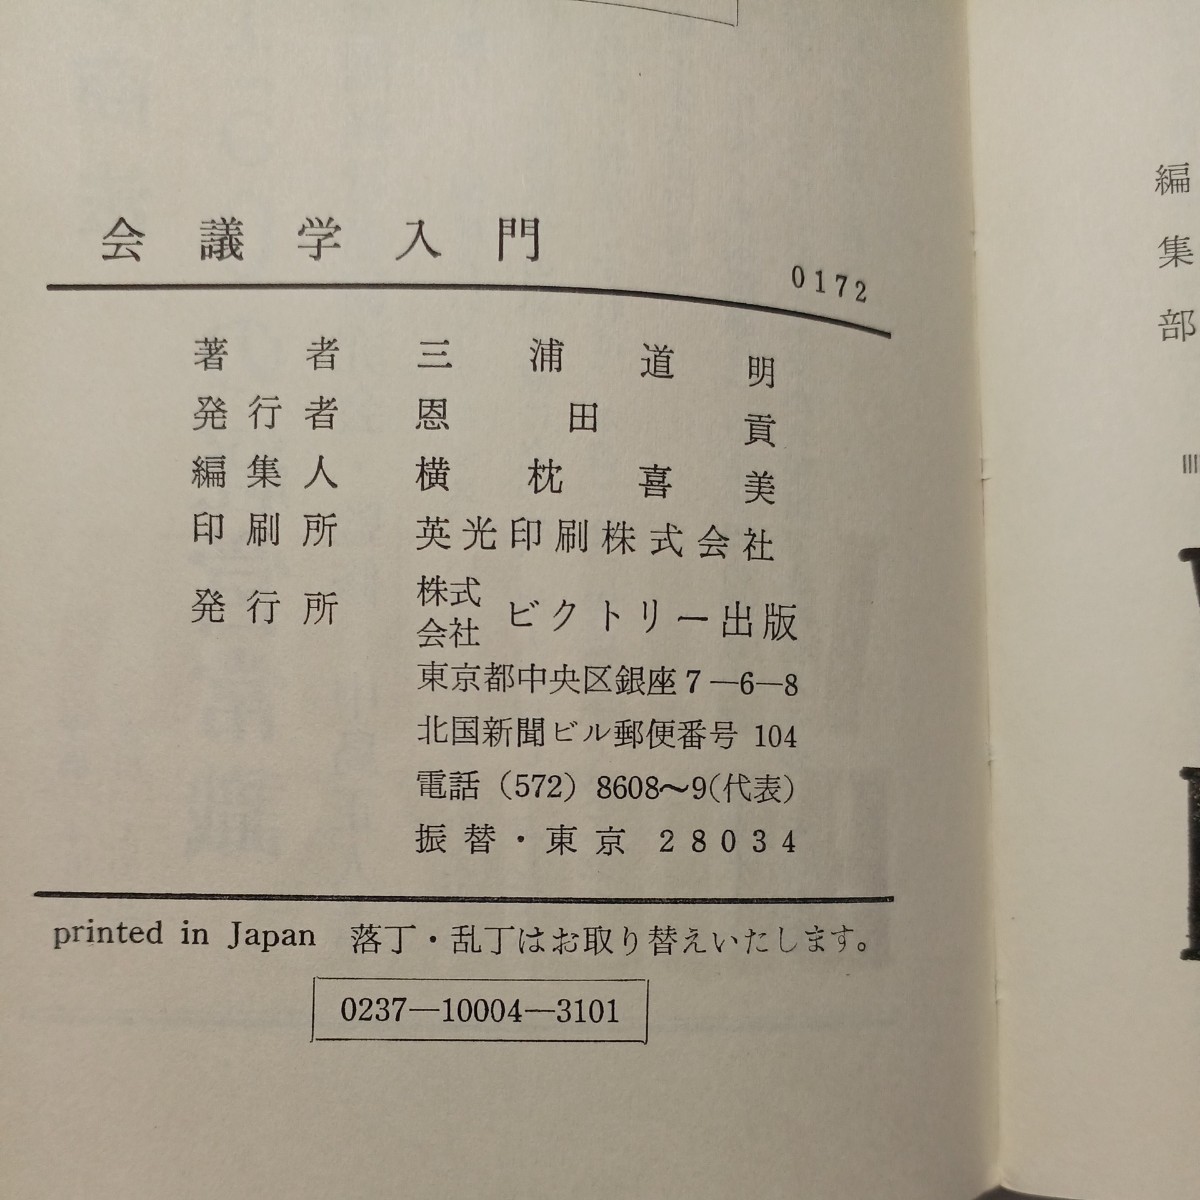 会議学入門
0172
著者 三浦道明
発行者 恩田貢
編集人 横枕喜美
印刷所 英光印刷株式会社
発行所 株式会社 ビクトリー出版
東京都中央区銀座7―6―8
北国新聞ビル郵便番号 104
電話 (572) 8608〜9(代表)
振替・東京 28034
printed in Japan 落丁・乱丁はお取り替えいたします。
0237―10004―3101
編集部